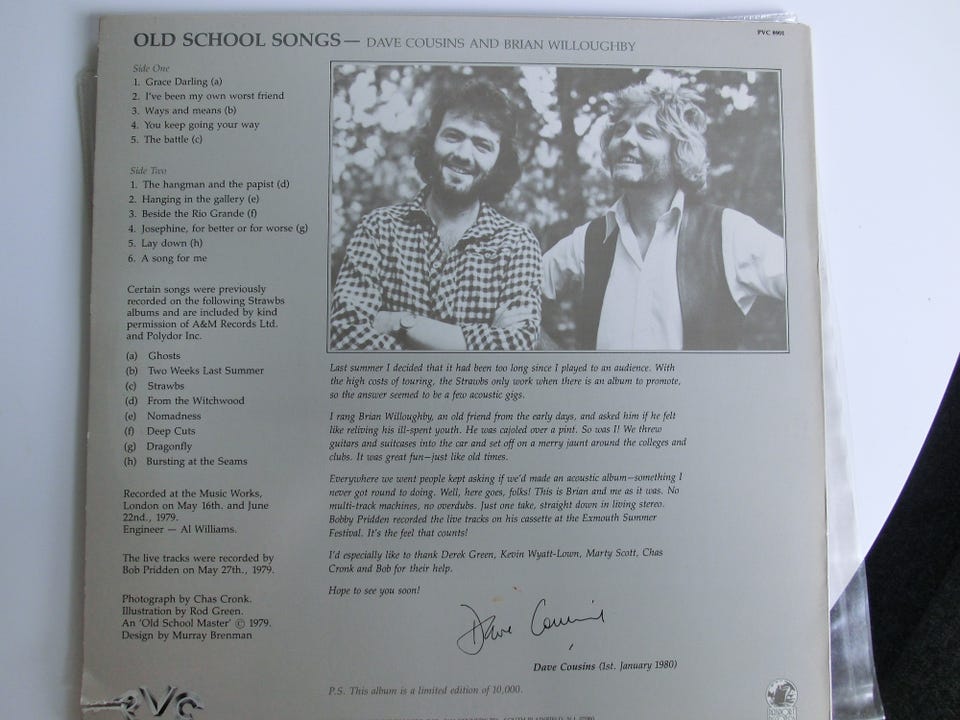 OLD SCHOOL SONGS — DAVE COUSINS AND BRIAN WILLOUGHBY
PVC 8901
Side One
1. Grace Darling (a)
2. I've been my own worst friend
3. Ways and means (b)
4. You keep going your way
5. The battle (c)
Side Two
1. The hangman and the papist (d)
2. Hanging in the gallery (e)
3. Beside the Rio Grande (f)
4. Josephine, for better or for worse (g)
5. Lay down (h)
6. A song for me
Certain songs were previously
recorded on the following Strawbs
albums and are included by kind
permission of A&M Records Ltd.
and Polydor Inc.
(a) Ghosts
(b) Two Weeks Last Summer
(c) Strawbs
(d) From the Witchwood
(e) Nomadness
(f) Deep Cuts
(g) Dragonfly
(h) Bursting at the Seams
Recorded at the Music Works,
London on May 16th. and June
22nd., 1979.
Engineer — Al Williams.
The live tracks were recorded by
Bob Pridden on May 27th., 1979.
Photograph by Chas Cronk.
Illustration by Rod Green.
An 'Old School Master' © 1979.
Design by Murray Brenman
Last summer I decided that it had been too long since I played to an audience. With
the high costs of touring, the Strawbs only work when there is an album to promote,
so the answer seemed to be a few acoustic gigs.
I rang Brian Willoughby, an old friend from the early days, and asked him if he felt
like reliving his ill-spent youth. He was cajoled over a pint. So was I! We threw
guitars and suitcases into the car and set off on a merry jaunt around the colleges and
clubs. It was great fun—just like old times.
Everywhere we went people kept asking if we'd made an acoustic album—something I
never got round to doing. Well, here goes, folks! This is Brian and me as it was. No
multi-track machines, no overdubs. Just one take, straight down in living stereo.
Bobby Pridden recorded the live tracks on his cassette at the Exmouth Summer
Festival. It's the feel that counts!
I'd especially like to thank Derek Green, Kevin Wyatt-Lown, Marty Scott, Chas
Cronk and Bob for their help.
Hope to see you soon!
Dave Cousins
Dave Cousins (1st. January 1980)
P.S. This album is a limited edition of 10,000.
PVC
PASSPORT